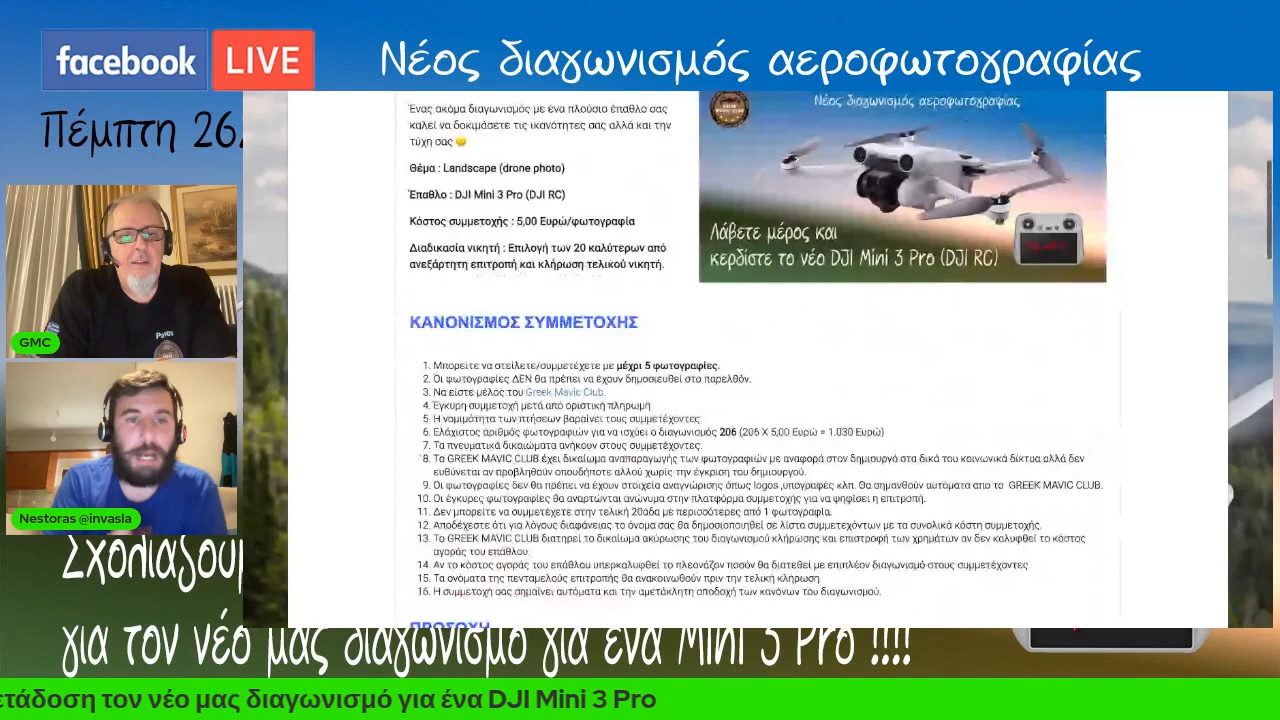 facebook LIVE
Νέος διαγωνισμός αεροφωτογραφίας
Πέμπτη 26
Ένας ακόμα διαγωνισμός με ένα πλούσιο έπαθλο σας
καλεί να δοκιμάσετε τις ικανότητες σας αλλά και την
τύχη σας
Θέμα : Landscape (drone photo)
Έπαθλο : DJI Mini 3 Pro (DJI RC)
Κόστος συμμετοχής : 5,00 Ευρώ/φωτογραφία
Διαδικασία νικητή : Επιλογή των 20 καλύτερων από
ανεξάρτητη επιτροπή και κλήρωση τελικού νικητή.
Νέος διαγωνισμός αεροφωτογραφίας
Λάβετε μέρος και
κερδίστε το νέο DJI Mini 3 Pro (DJI RC)
ΚΑΝΟΝΙΣΜΟΣ ΣΥΜΜΕΤΟΧΗΣ
1. Μπορείτε να στείλετε/συμμετέχετε με μέχρι 5 φωτογραφίες.
2. Οι φωτογραφίες ΔΕΝ θα πρέπει να έχουν δημοσιευθεί στο παρελθόν.
3. Να είστε μέλος του Greek Mavic Club.
4. Έγκυρη συμμετοχή μετά από οριστική πληρωμή
5. Η νομιμότητα των πτήσεων βαραίνει τους συμμετέχοντες.
6. Ελάχιστος αριθμός φωτογραφιών για να ισχύει ο διαγωνισμός 206 (206 X 5,00 Ευρώ = 1.030 Ευρώ)
7. Τα πνευματικά δικαιώματα ανήκουν στους συμμετέχοντες.
8. Το GREEK MAVIC CLUB έχει δικαίωμα αναπαραγωγής των φωτογραφιών με αναφορά στον δημιουργό στα δικά του κοινωνικά δίκτυα αλλά δεν
ευθύνεται αν προβληθούν οπουδήποτε αλλού χωρίς την έγκριση του δημιουργού.
9. Οι φωτογραφίες δεν θα πρέπει να έχουν στοιχεία αναγνώρισης όπως logos ,υπογραφές κλπ. Θα σημανθούν αυτόματα απο το GREEK MAVIC CLUB.
10. Οι έγκυρες φωτογραφίες θα αναρτώνται ανώνυμα στην πλατφόρμα συμμετοχής για να ψηφίσει η επιτροπή.
11. Δεν μπορείτε να συμμετέχετε στην τελική 20άδα με περισσότερες από 1 φωτογραφία.
12. Αποδέχεστε ότι για λόγους διαφάνειας το όνομα σας θα δημοσιοποιηθεί σε λίστα συμμετεχόντων με τα συνολικά κόστη συμμετοχής.
13. Το GREEK MAVIC CLUB διατηρεί το δικαίωμα ακύρωσης του διαγωνισμού κλήρωσης και επιστροφή των χρημάτων αν δεν καλυφθεί το κόστος
αγοράς του επάθλου.
14. Αν το κόστος αγοράς του επάθλου υπερκαλυφθεί το πλεονάζον ποσόν θα διατεθεί με επιπλέον διαγωνισμό στους συμμετέχοντες.
15. Τα ονόματα της πενταμελούς επιτροπής θα ανακοινωθούν πριν την τελική κλήρωση.
16. Η συμμετοχή σας σημαίνει αυτόματα και την αμετάκλητη αποδοχή των κανόνων του διαγωνισμού.
ΠΡΟΣΟΧΗ
GMC
Nestoras @invasla
Σχολιάζουμ
για τον νέο μας διαγωνισμό για ένα Mini 3 Pro !!!!
ετάδοση τον νέο μας διαγωνισμό για ένα DJI Mini 3 Pro